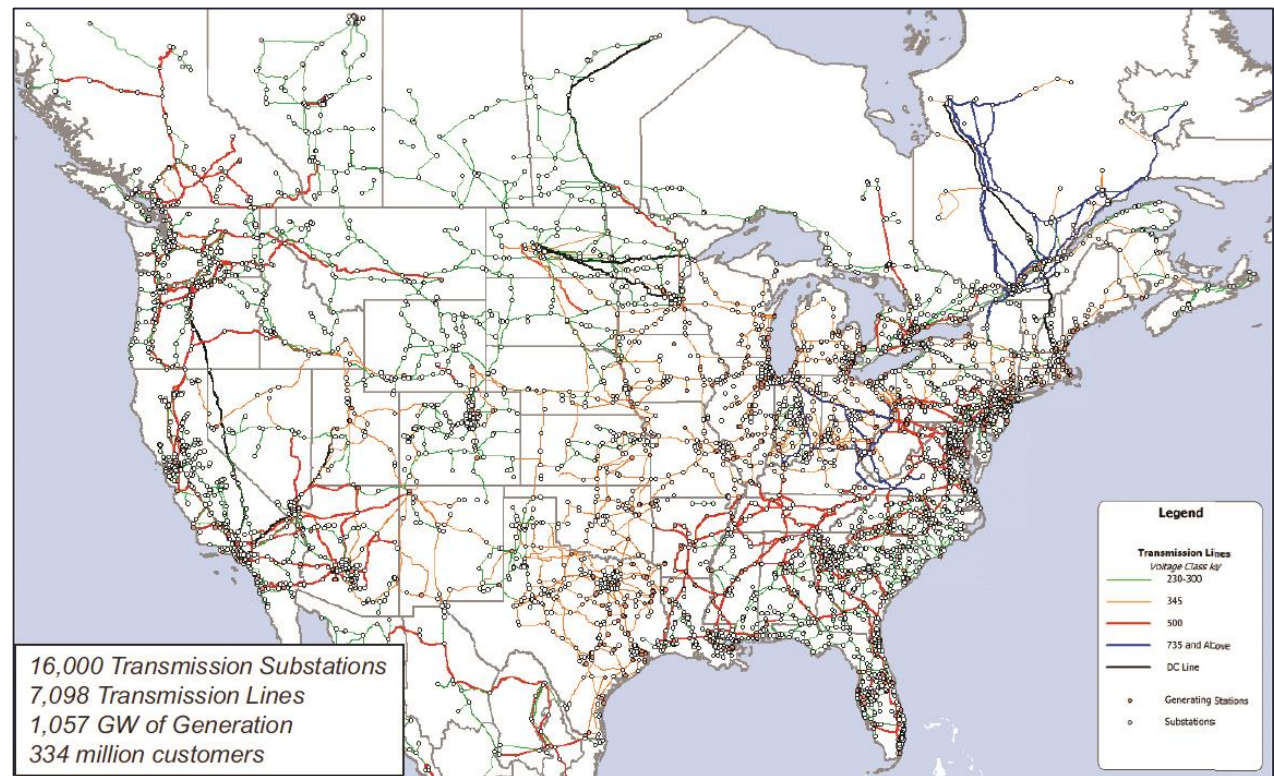 16,000 Transmission Substations
7,098 Transmission Lines
1,057 GW of Generation
334 million customers
Legend
Transmission Lines
Voltage Class kV
230-300
345
500
735 and Above
DC Line
Generating Stations
Substations